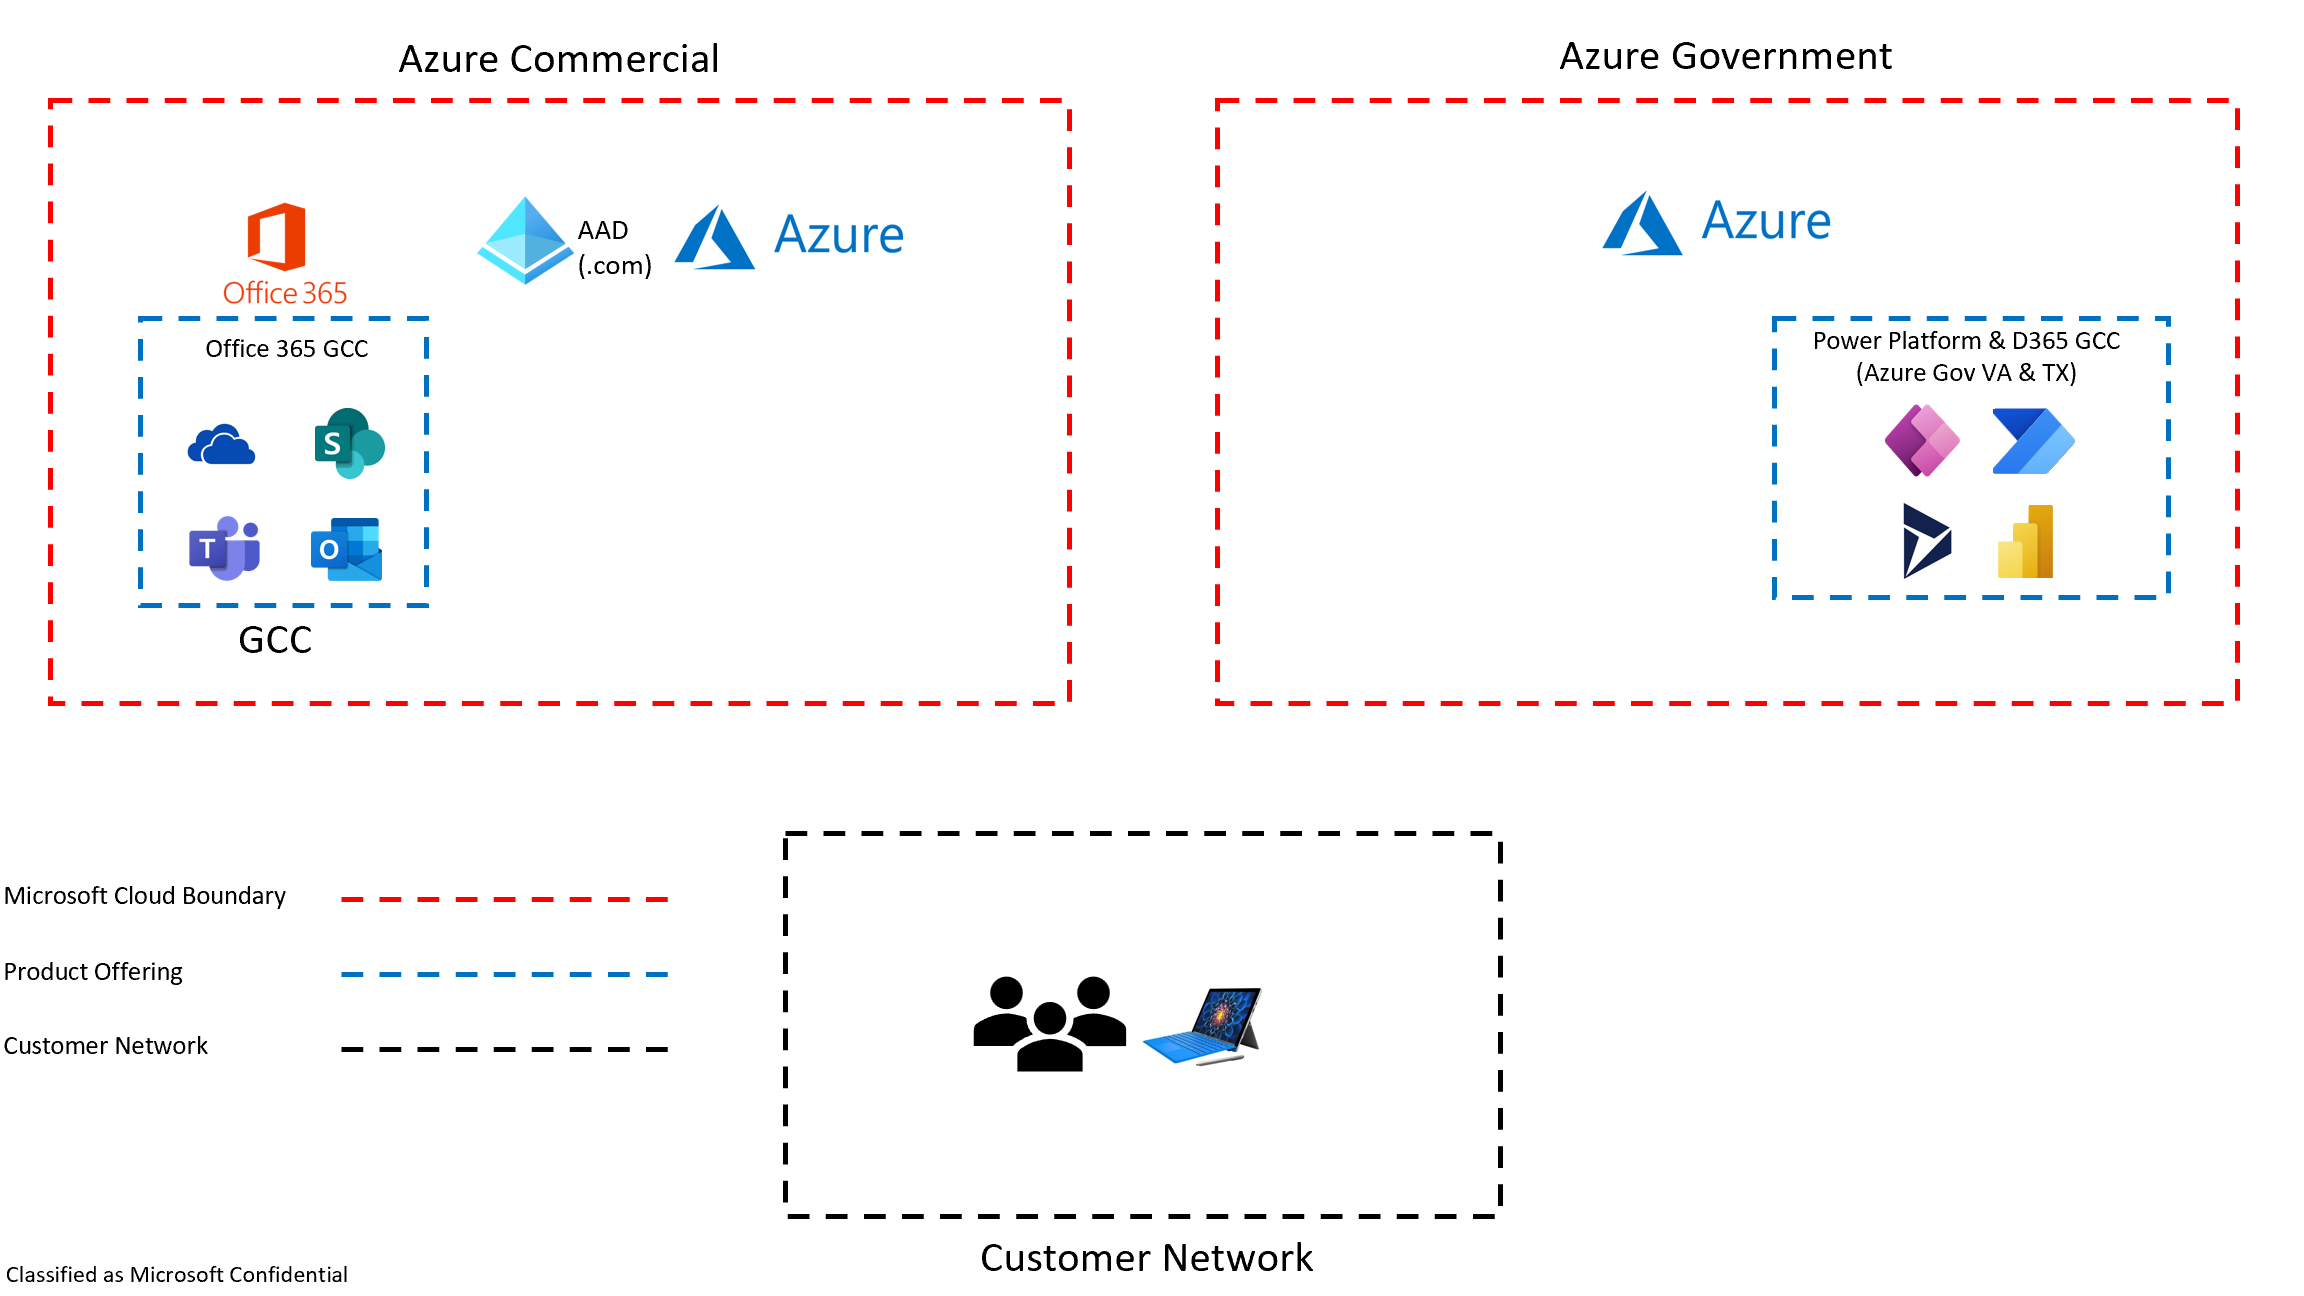 Azure Commercial
Azure Government
Office 365
AAD
(.com)
Azure
Azure
Office 365 GCC
S
T
O
GCC
Power Platform & D365 GCC
(Azure Gov VA & TX)
Microsoft Cloud Boundary
Product Offering
Customer Network
Customer Network
Classified as Microsoft Confidential